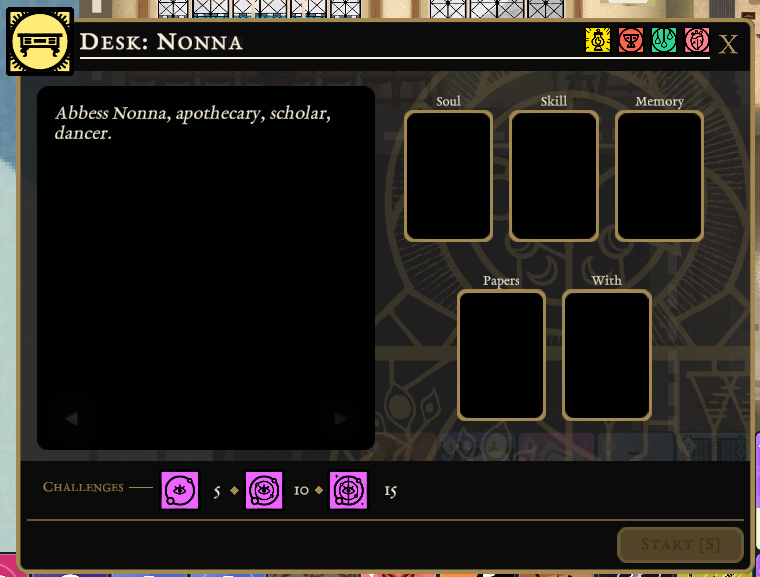 Desk: Nonna
X
Abbess Nonna, apothecary, scholar,
dancer.
Soul
Skill
Memory
Papers
With
Challenges
5
10
15
Start [S]